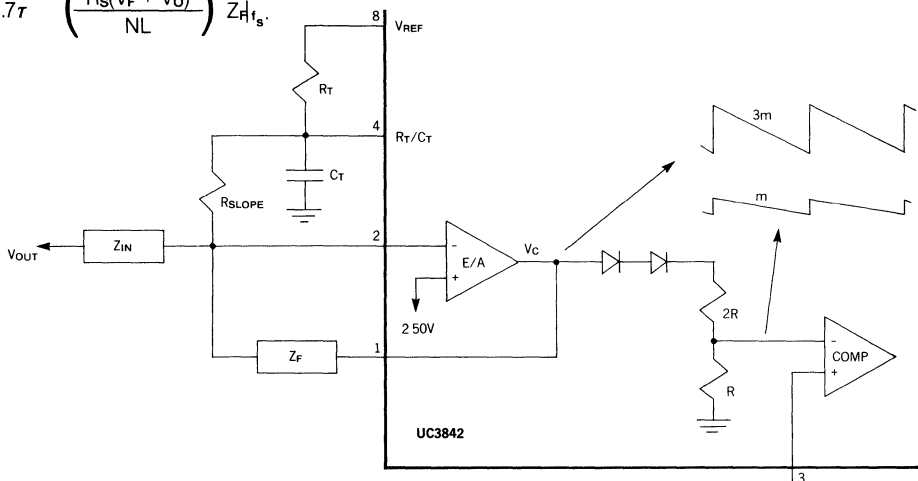 .7τ (RS(VF + VO) / NL) ZF|fs.
8
VREF
RT
4
RT/CT
CT
RSLOPE
3m
m
VOUT
ZIN
2
E/A
-
+
VC
2 50V
2R
-
COMP
+
R
ZF
1
UC3842
3